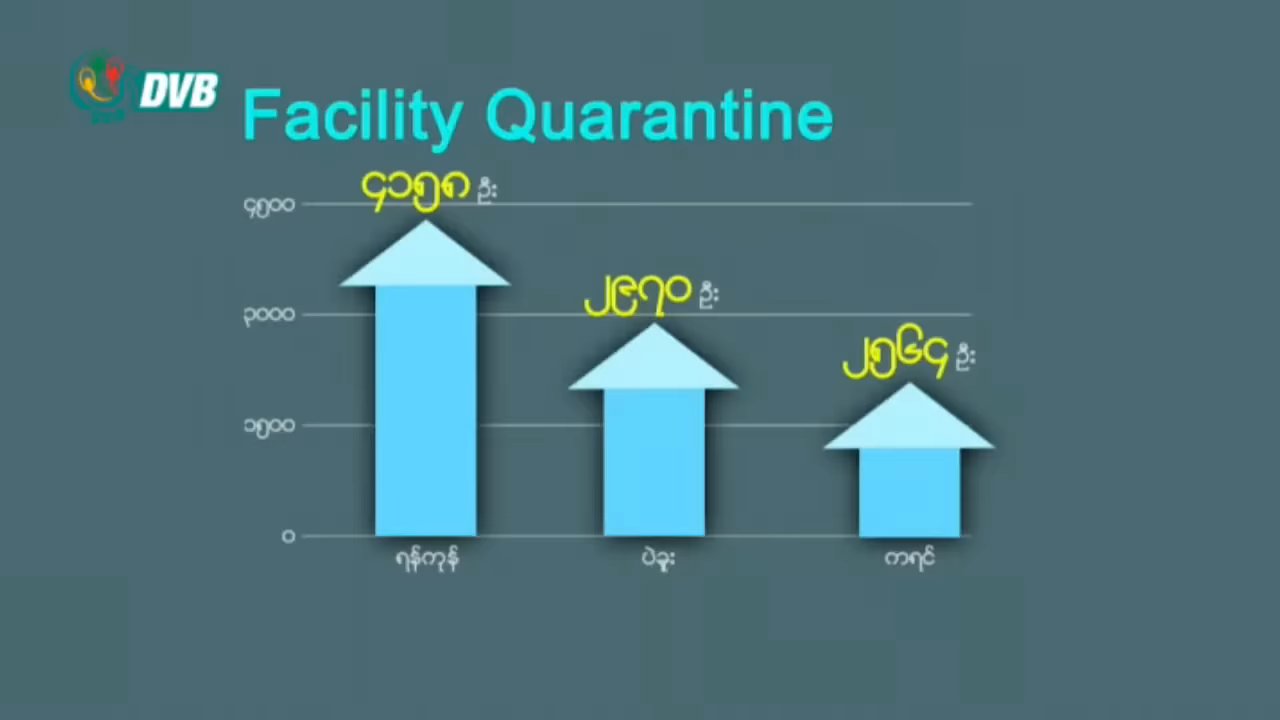 DVB
Facility Quarantine
၄၁၅၈ ဦး
၄၅၀၀
၂၉၇၀ ဦး
၃၀၀၀
၂၅၆၄ ဦး
၁၅၀၀
၀
ရန်ကုန် ပဲခူး ကရင်